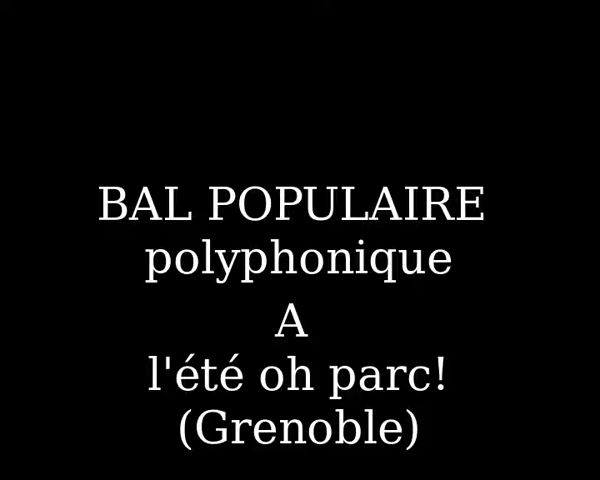 BAL POPULAIRE
polyphonique
A
l'été oh parc!
(Grenoble)